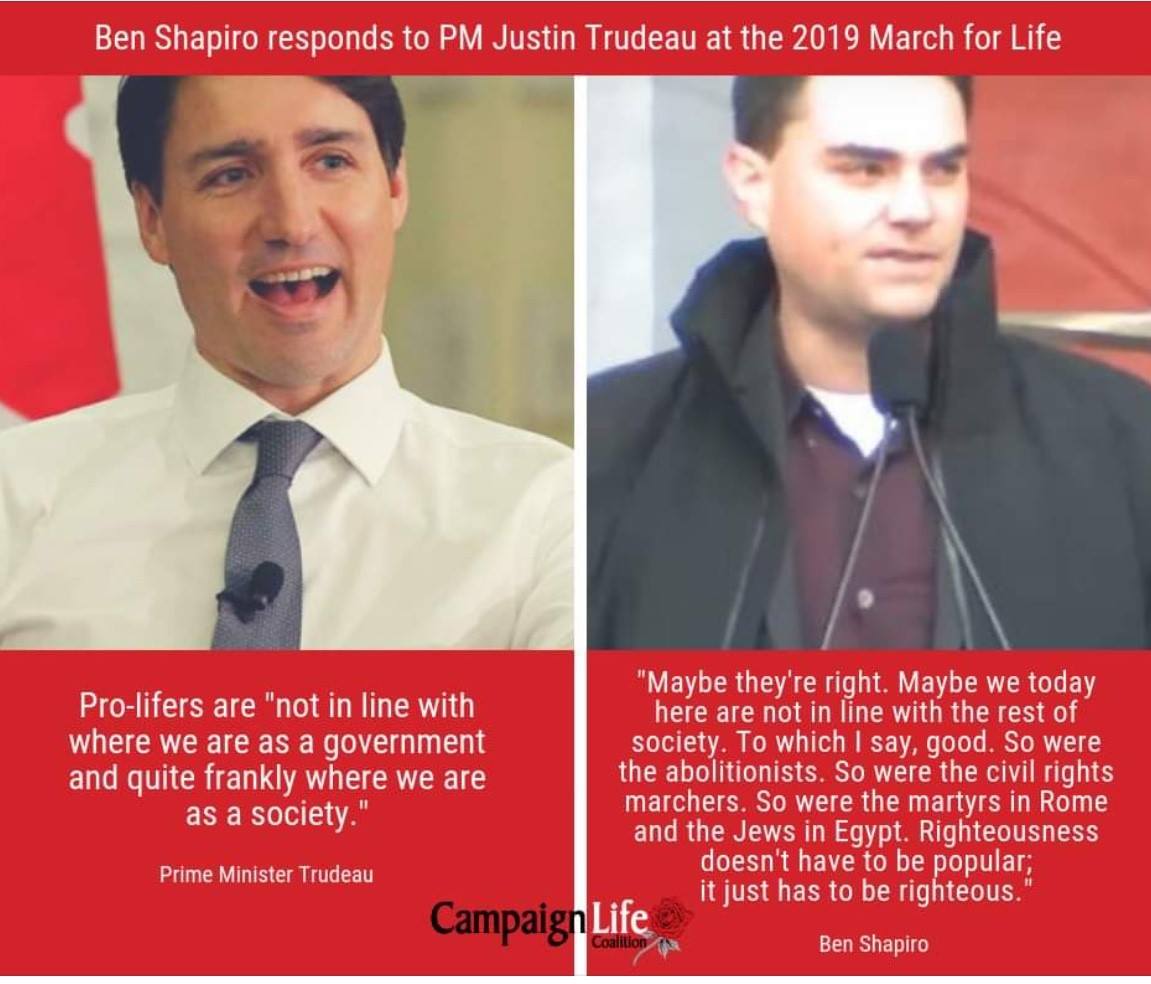 Ben Shapiro responds to PM Justin Trudeau at the 2019 March for Life
Pro-lifers are "not in line with
where we are as a government
and quite frankly where we are
as a society."
Prime Minister Trudeau
"Maybe they're right. Maybe we today
here are not in line with the rest of
society. To which I say, good. So were
the abolitionists. So were the civil rights
marchers. So were the martyrs in Rome
and the Jews in Egypt. Righteousness
doesn't have to be popular;
it just has to be righteous."
Ben Shapiro
Campaign Life
Coalition